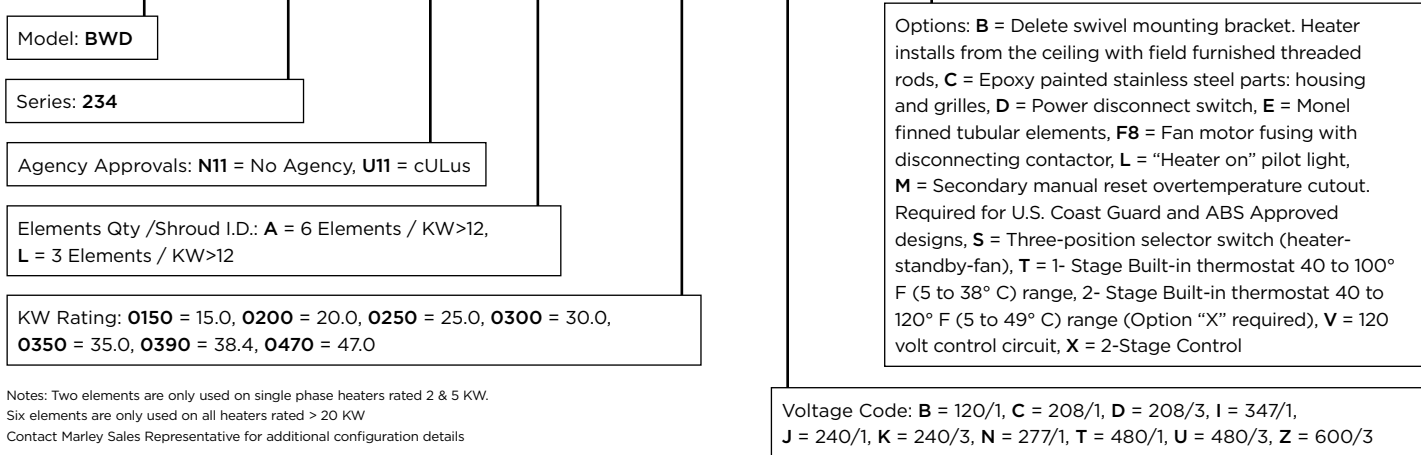 Model: BWD
Series: 234
Agency Approvals: N11 = No Agency, U11 = cULus
Elements Qty /Shroud I.D.: A = 6 Elements / KW>12,
L = 3 Elements / KW>12
KW Rating: 0150 = 15.0, 0200 = 20.0, 0250 = 25.0, 0300 = 30.0,
0350 = 35.0, 0390 = 38.4, 0470 = 47.0
Notes: Two elements are only used on single phase heaters rated 2 & 5 KW.
Six elements are only used on all heaters rated > 20 KW
Contact Marley Sales Representative for additional configuration details
Options: B = Delete swivel mounting bracket. Heater
installs from the ceiling with field furnished threaded
rods, C = Epoxy painted stainless steel parts: housing
and grilles, D = Power disconnect switch, E = Monel
finned tubular elements, F8 = Fan motor fusing with
disconnecting contactor, L = “Heater on” pilot light,
M = Secondary manual reset overtemperature cutout.
Required for U.S. Coast Guard and ABS Approved
designs, S = Three-position selector switch (heater-
standby-fan), T = 1- Stage Built-in thermostat 40 to 100°
F (5 to 38° C) range, 2- Stage Built-in thermostat 40 to
120° F (5 to 49° C) range (Option “X” required), V = 120
volt control circuit, X = 2-Stage Control
Voltage Code: B = 120/1, C = 208/1, D = 208/3, I = 347/1,
J = 240/1, K = 240/3, N = 277/1, T = 480/1, U = 480/3, Z = 600/3